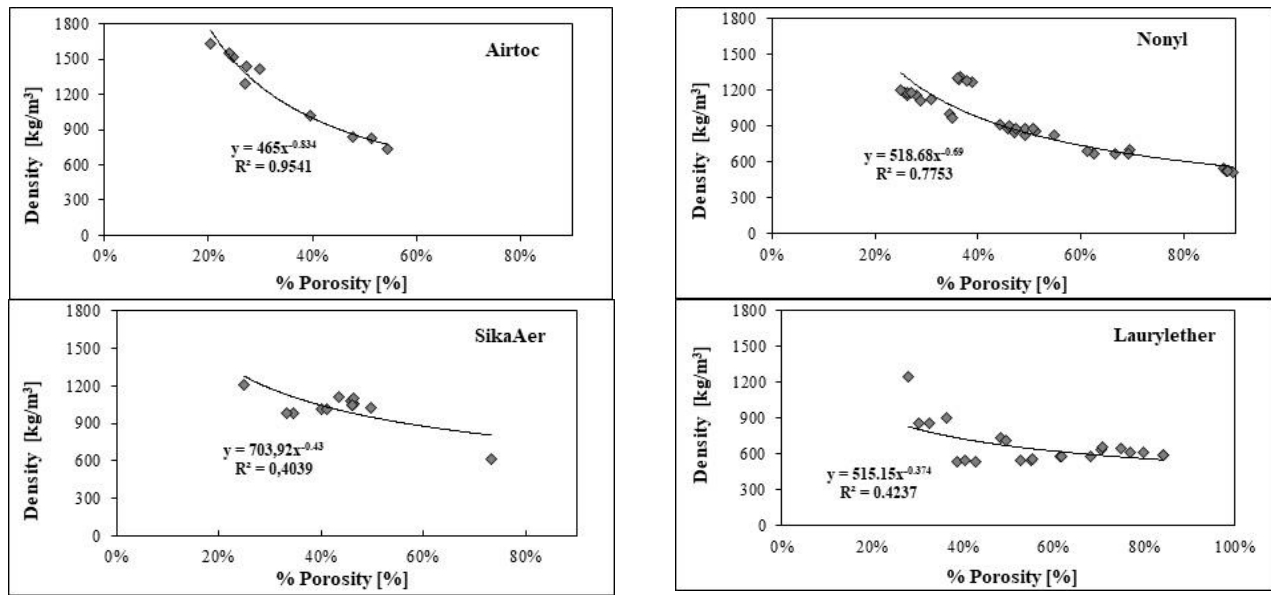 Airtoc
Density [kg/m³]
1800
1500
1200
900
600
300
0
y = 465x⁻⁰·⁸³⁴
R² = 0.9541
0% 20% 40% 60% 80%
% Porosity [%]
Nonyl
Density [kg/m³]
1800
1500
1200
900
600
300
0
y = 518.68x⁻⁰·⁶⁹
R² = 0.7753
0% 20% 40% 60% 80%
% Porosity [%]
SikaAer
Density [kg/m³]
1800
1500
1200
900
600
300
0
y = 703,92x⁻⁰·⁴³
R² = 0,4039
0% 20% 40% 60% 80%
% Porosity [%]
Laurylether
Density [kg/m³]
1800
1500
1200
900
600
300
0
y = 515.15x⁻⁰·³⁷⁴
R² = 0.4237
0% 20% 40% 60% 80% 100%
% Porosity [%]